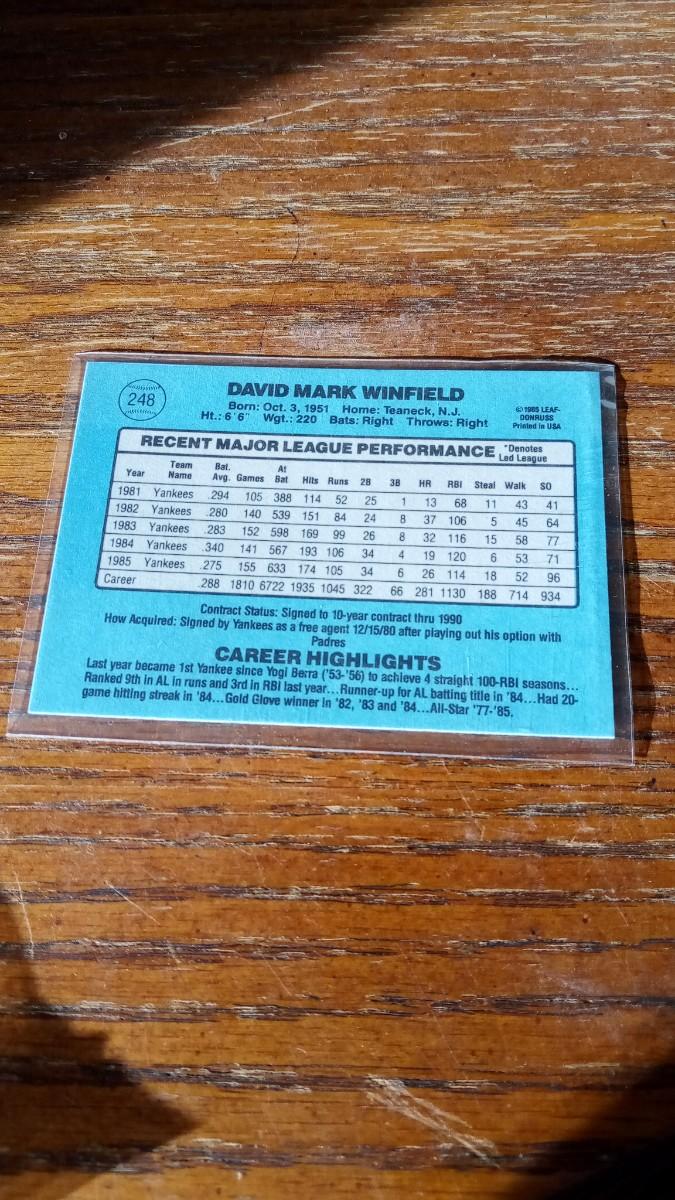 248
DAVID MARK WINFIELD
Born: Oct. 3, 1951 Home: Teaneck, N.J.
Ht.: 6'6" Wgt.: 220 Bats: Right Throws: Right
© 1985 LEAF-
DONRUSS
Printed in USA
RECENT MAJOR LEAGUE PERFORMANCE *Denotes
Led League
Year Team Name Bat. Avg. Games At Bat Hits Runs 2B 3B HR RBI Steal Walk SO
1981 Yankees .294 105 388 114 52 25 1 13 68 11 43 41
1982 Yankees .280 140 539 151 84 24 8 37 106 5 45 64
1983 Yankees .283 152 598 169 99 26 8 32 116 15 58 77
1984 Yankees .340 141 567 193 106 34 4 19 120 6 53 71
1985 Yankees .275 155 633 174 105 34 6 26 114 18 52 96
Career .288 1810 6722 1935 1045 322 66 281 1130 188 714 934
Contract Status: Signed to 10-year contract thru 1990
How Acquired: Signed by Yankees as a free agent 12/15/80 after playing out his option with
Padres
CAREER HIGHLIGHTS
Last year became 1st Yankee since Yogi Berra ('53-'56) to achieve 4 straight 100-RBI seasons...
Ranked 9th in AL in runs and 3rd in RBI last year...Runner-up for AL batting title in '84...Had 20-
game hitting streak in '84...Gold Glove winner in '82, '83 and '84...All-Star '77-'85.